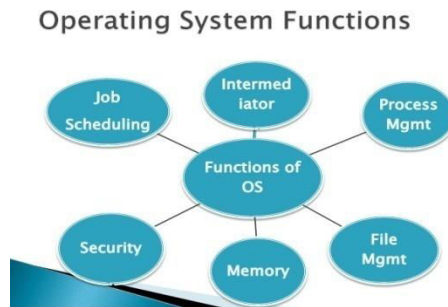 Operating System Functions
Intermed
iator
Job
Scheduling
Process
Mgmt
Functions of
OS
Security
Memory
File
Mgmt